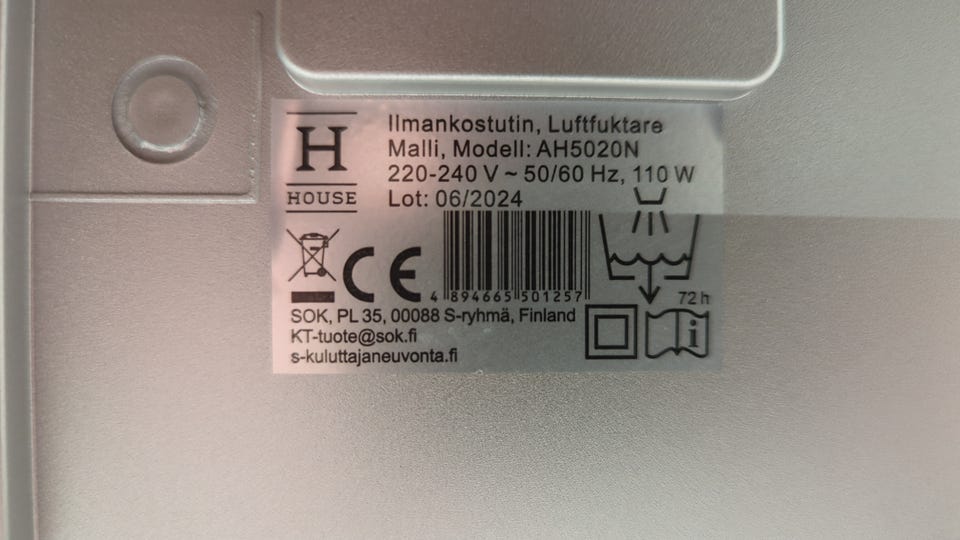 H
HOUSE
Ilmankostutin, Luftfuktare
Malli, Modell: AH5020N
220-240 V ~ 50/60 Hz, 110 W
Lot: 06/2024
CE
4 894665 501257
72 h
SOK, PL 35, 00088 S-ryhmä, Finland
KT-tuote@sok.fi
s-kuluttajaneuvonta.fi
i